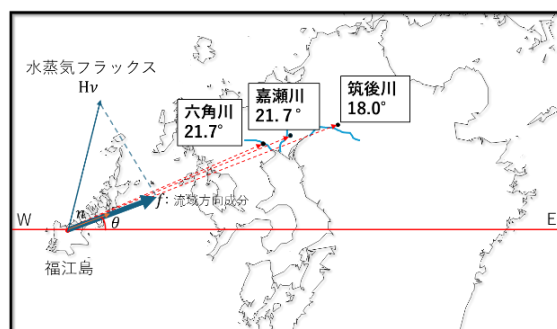 水蒸気フラックス
Hν
六角川
21.7°
嘉瀬川
21.7°
筑後川
18.0°
n
f: 流域方向成分
θ
W
E
福江島